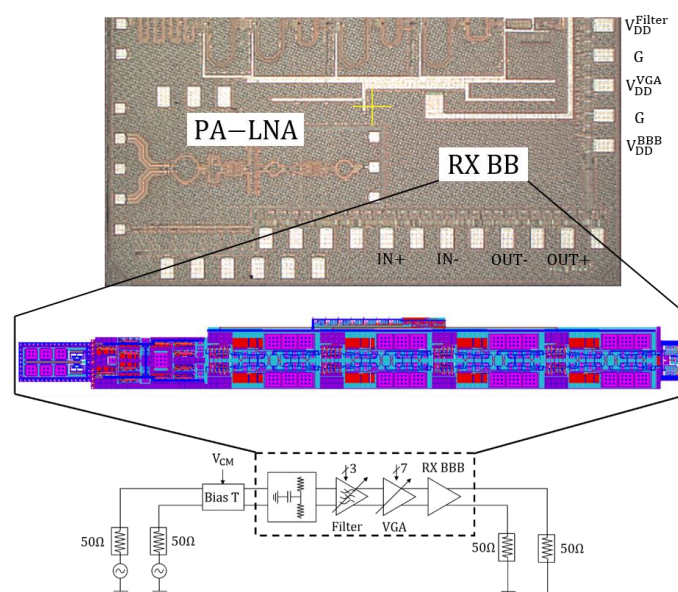 V_DD^Filter
G
V_DD^VGA
G
V_DD^BBB
PA−LNA
RX BB
IN+ IN- OUT- OUT+
V_CM
Bias T
3 7 RX BBB
Filter VGA
50Ω 50Ω 50Ω 50Ω